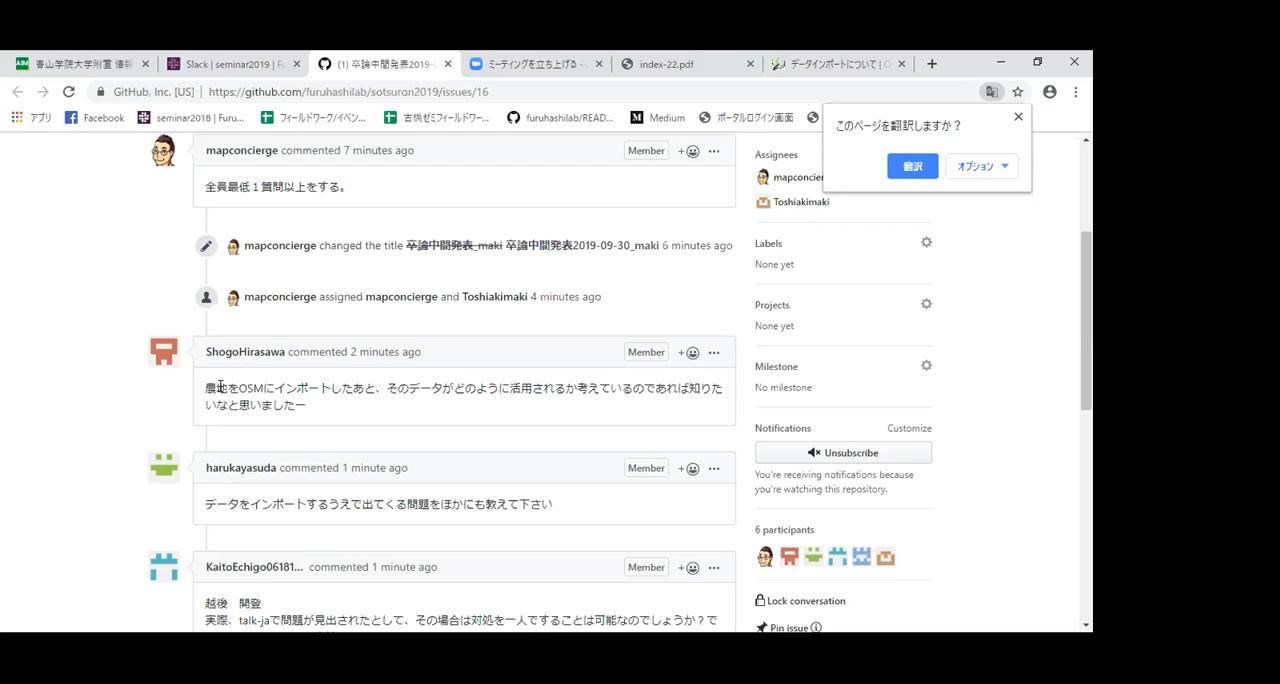 青山学院大学附置 情報
Slack | seminar2019 | Fu
(1) 卒論中間発表2019-
ミーティングを立ち上げる -
index-22.pdf
データインポートについて | O
GitHub, Inc. [US] | https://github.com/furuhashilab/sotsuron2019/issues/16
アプリ Facebook seminar2018 | Furu... フィールドワーク/イベン... 古橋ゼミフィールドワー... furuhashilab/READ... Medium ポータルログイン画面
このページを翻訳しますか？
翻訳 オプション
mapconcierge commented 7 minutes ago Member
全員最低１質問以上をする。
mapconcierge changed the title 卒論中間発表_maki 卒論中間発表2019-09-30_maki 6 minutes ago
mapconcierge assigned mapconcierge and Toshiakimaki 4 minutes ago
ShogoHirasawa commented 2 minutes ago Member
農地をOSMにインポートしたあと、そのデータがどのように活用されるか考えているのであれば知りた
いなと思いましたー
harukayasuda commented 1 minute ago Member
データをインポートするうえで出てくる問題をほかにも教えて下さい
KaitoEchigo06181... commented 1 minute ago Member
越後　開登
実際、talk-jaで問題が見出されたとして、その場合は対処を一人ですることは可能なのでしょうか？で
Assignees
mapconcier
Toshiakimaki
Labels
None yet
Projects
None yet
Milestone
No milestone
Notifications Customize
Unsubscribe
You're receiving notifications because
you're watching this repository.
6 participants
Lock conversation
Pin issue